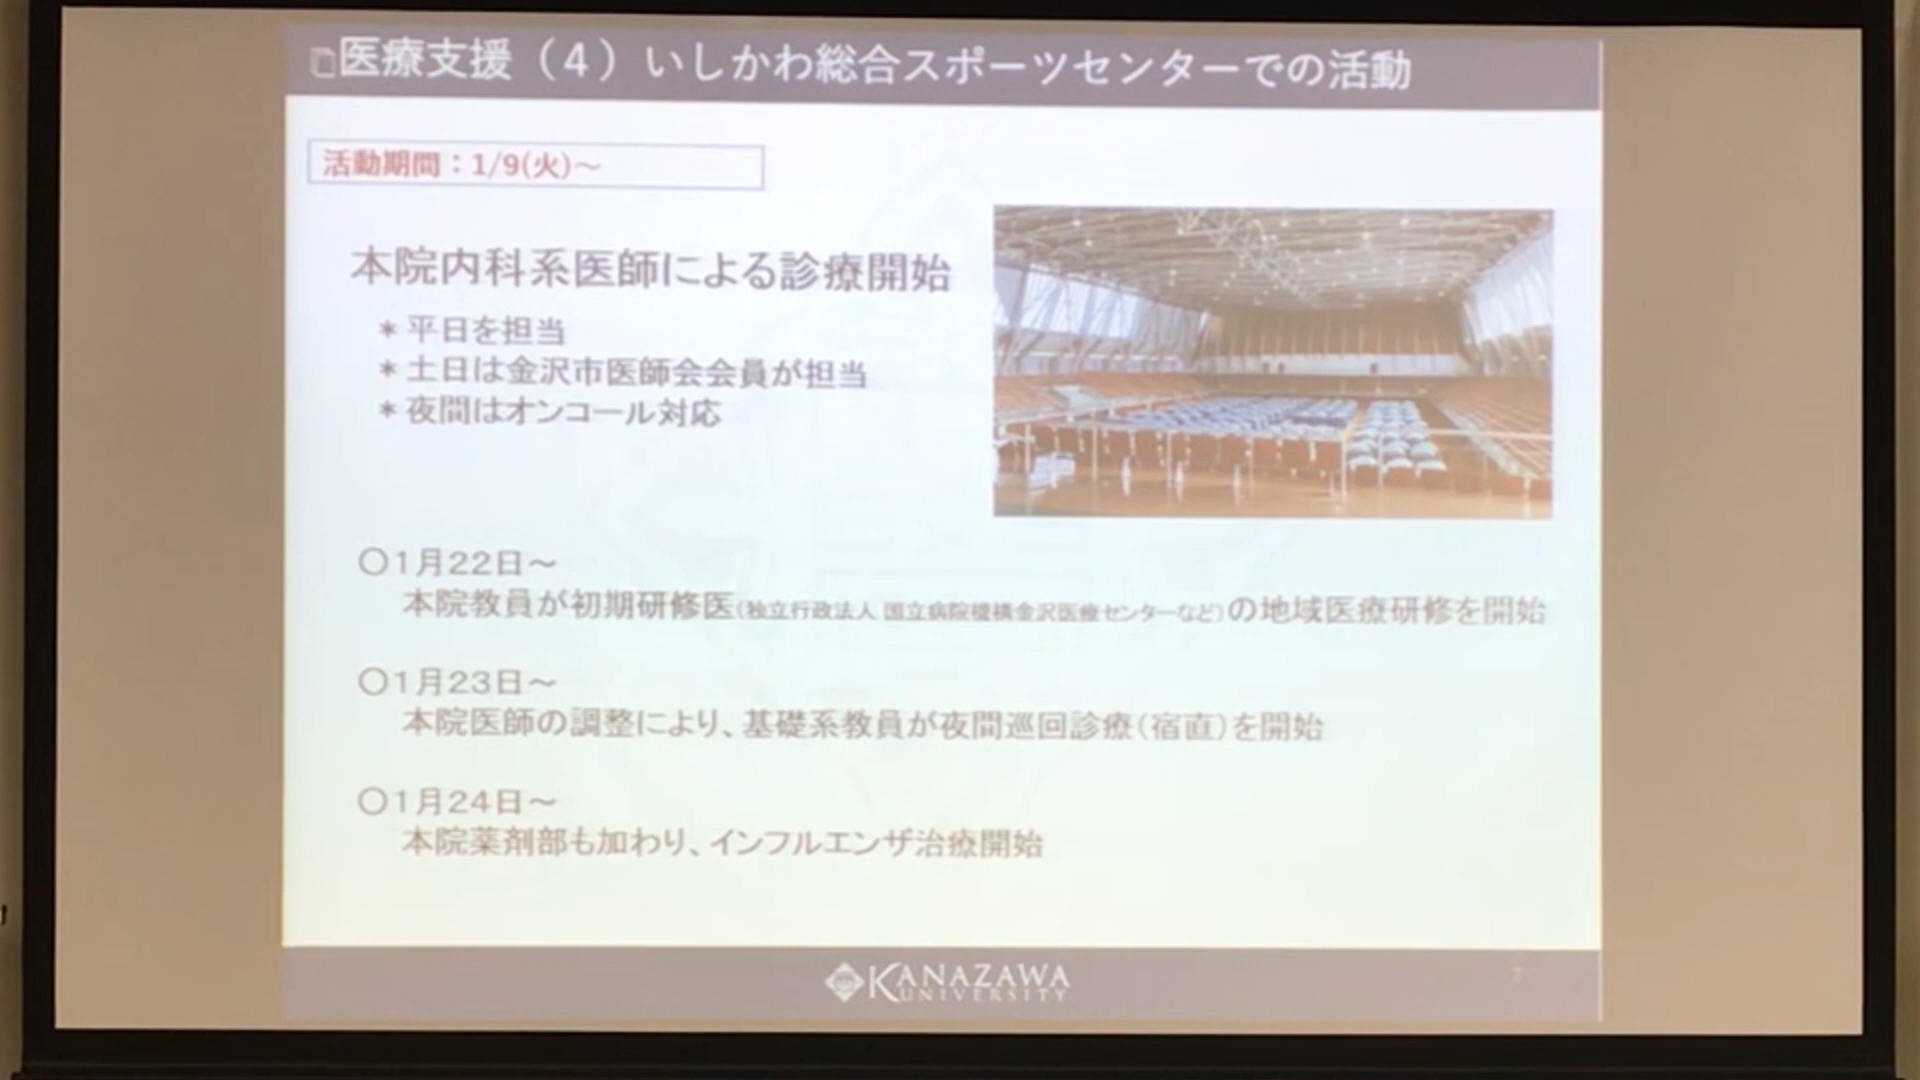 医療支援（４）いしかわ総合スポーツセンターでの活動
活動期間：1/9(火)～
本院内科系医師による診療開始
＊平日を担当
＊土日は金沢市医師会会員が担当
＊夜間はオンコール対応
〇1月22日～
本院教員が初期研修医(独立行政法人 国立病院機構金沢医療センターなど)の地域医療研修を開始
〇1月23日～
本院医師の調整により、基礎系教員が夜間巡回診療(宿直)を開始
〇1月24日～
本院薬剤部も加わり、インフルエンザ治療開始
KANAZAWA
UNIVERSITY
7